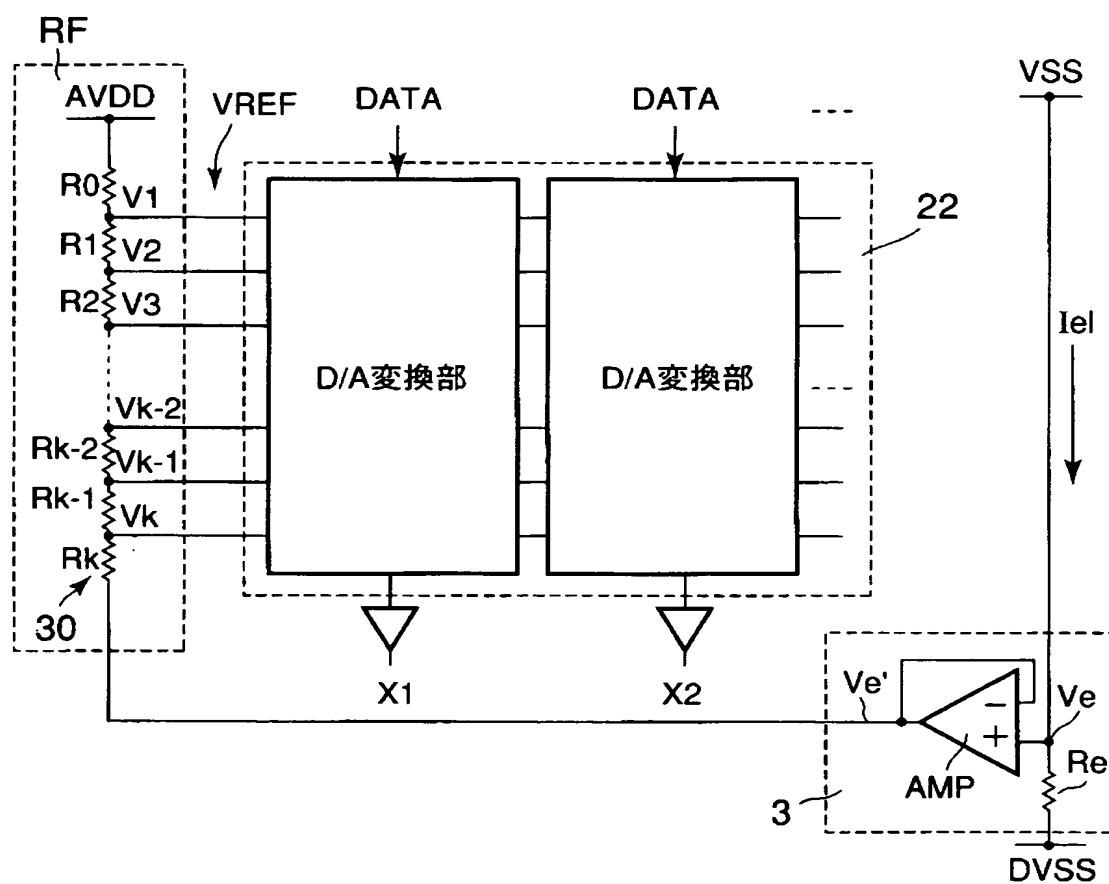 RF
AVDD
VREF
DATA
DATA
VSS
R0
V1
R1
V2
R2
V3
22
Iel
D/A変換部
D/A変換部
Vk-2
Rk-2
Vk-1
Rk-1
Vk
Rk
30
X1
X2
Ve'
-
+
Ve
AMP
Re
3
DVSS